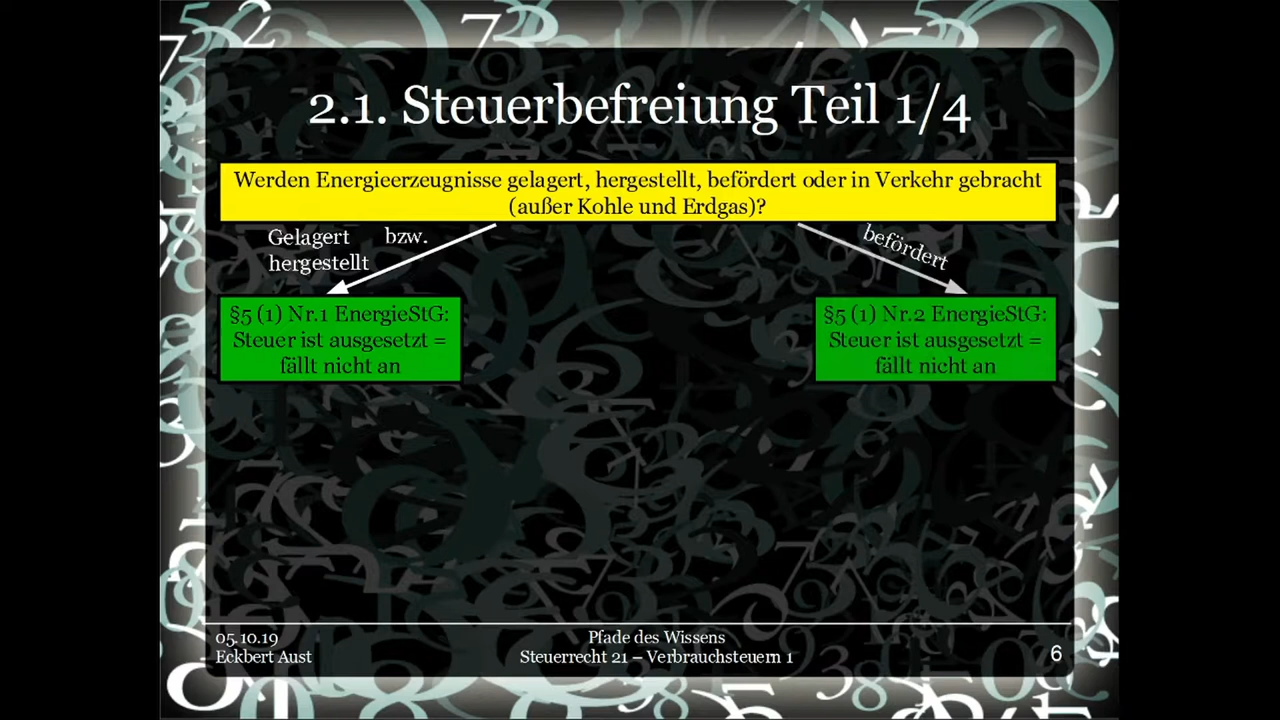 2.1. Steuerbefreiung Teil 1/4
Werden Energieerzeugnisse gelagert, hergestellt, befördert oder in Verkehr gebracht
(außer Kohle und Erdgas)?
Gelagert bzw.
hergestellt
befördert
§5 (1) Nr.1 EnergieStG:
Steuer ist ausgesetzt =
fällt nicht an
§5 (1) Nr.2 EnergieStG:
Steuer ist ausgesetzt =
fällt nicht an
05.10.19
Eckbert Aust
Pfade des Wissens
Steuerrecht 21 – Verbrauchsteuern 1
6